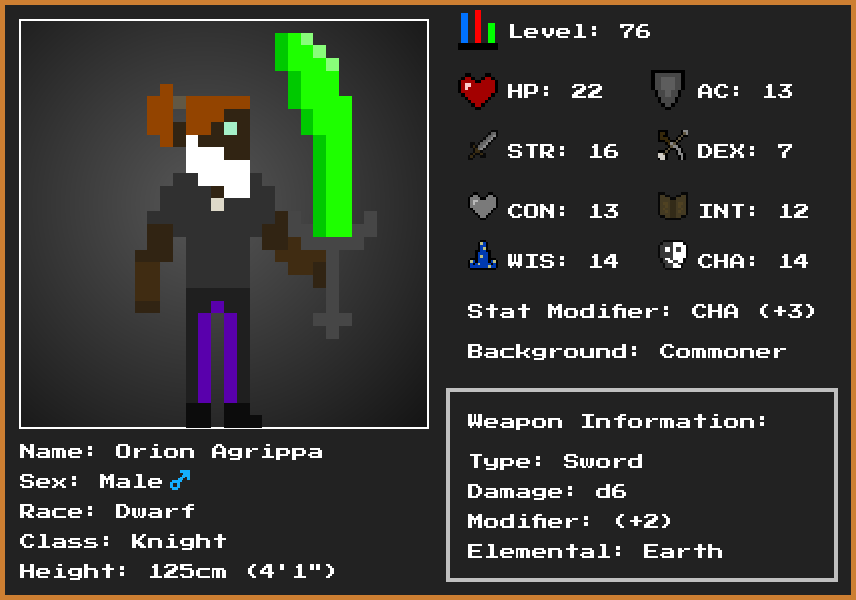 Level: 76
HP: 22
AC: 13
STR: 16
DEX: 7
CON: 13
INT: 12
WIS: 14
CHA: 14
Stat Modifier: CHA (+3)
Background: Commoner
Weapon Information:
Type: Sword
Damage: d6
Modifier: (+2)
Elemental: Earth
Name: Orion Agrippa
Sex: Male♂
Race: Dwarf
Class: Knight
Height: 125cm (4'1")